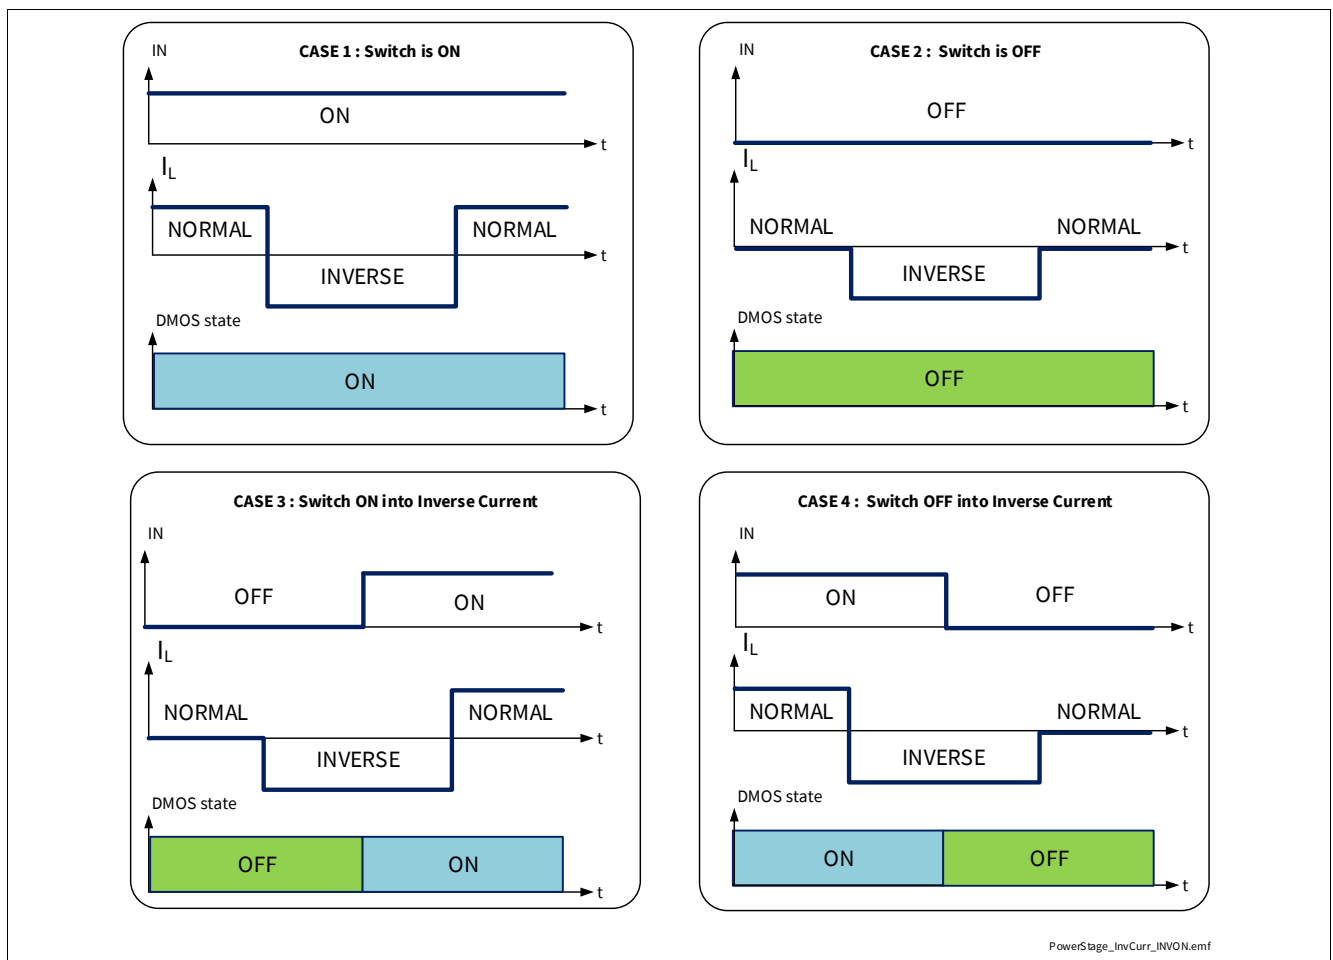 CASE 1 : Switch is ON
IN
ON
t
IL
NORMAL
NORMAL
t
INVERSE
DMOS state
ON
t
CASE 2 : Switch is OFF
IN
OFF
t
IL
NORMAL
NORMAL
t
INVERSE
DMOS state
OFF
t
CASE 3 : Switch ON into Inverse Current
IN
OFF
ON
t
IL
NORMAL
NORMAL
t
INVERSE
DMOS state
OFF
ON
t
CASE 4 : Switch OFF into Inverse Current
IN
ON
OFF
t
IL
NORMAL
NORMAL
t
INVERSE
DMOS state
ON
OFF
t
PowerStage_InvCurr_INVON.emf